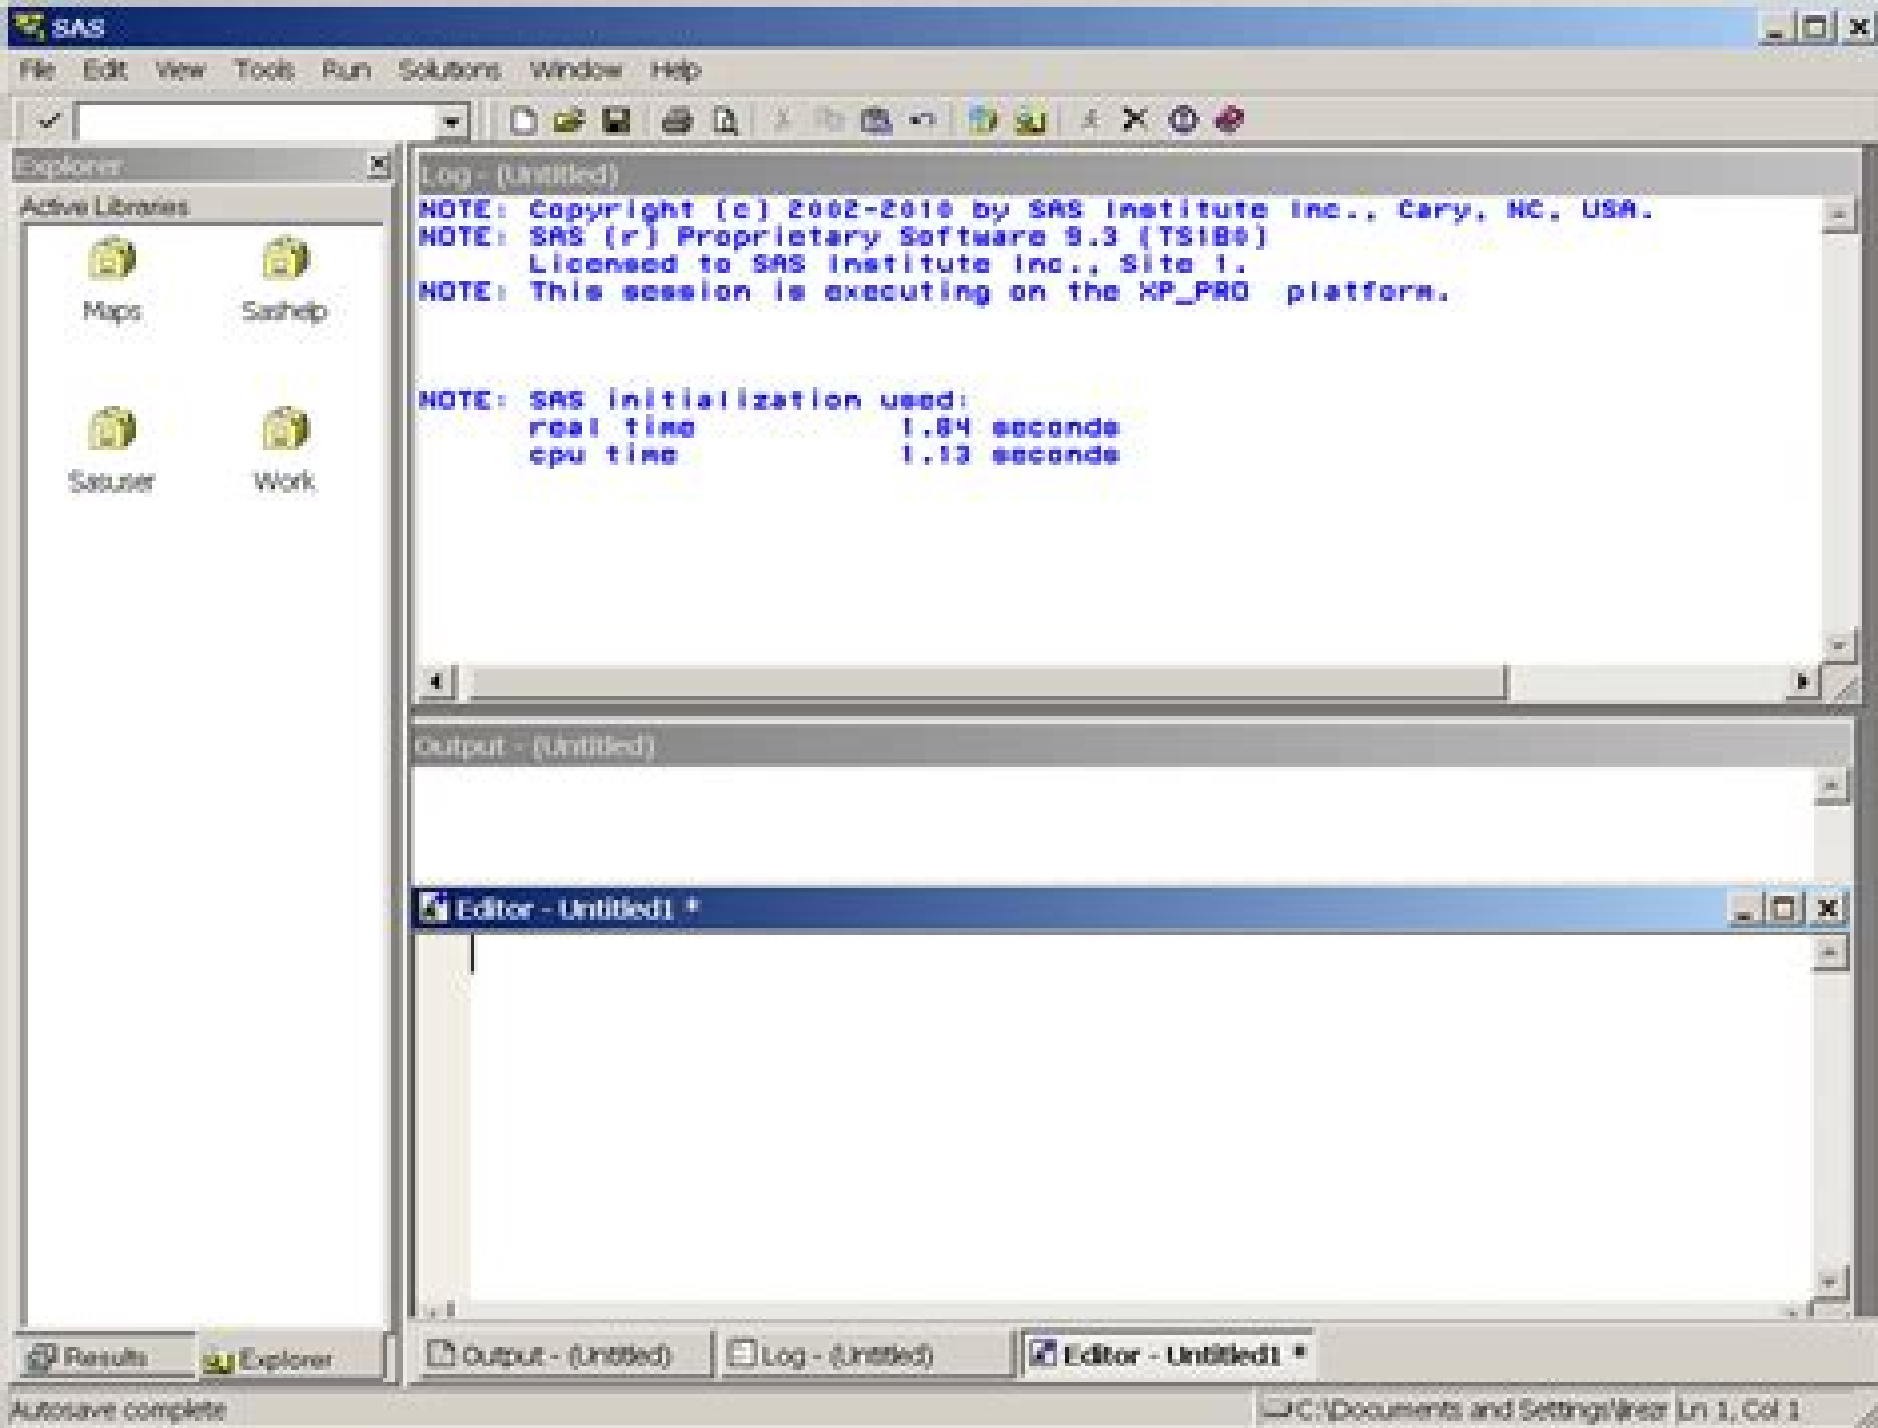 SAS
File Edit View Tools Run Solutions Window Help
Explorer
Active Libraries
Maps Sashelp
Sasuser Work
Log - (Untitled)
NOTE: Copyright (c) 2002-2010 by SAS Institute Inc., Cary, NC, USA.
NOTE: SAS (r) Proprietary Software 9.3 (TS1B0)
Licensed to SAS Institute Inc., Site 1.
NOTE: This session is executing on the XP_PRO platform.
NOTE: SAS initialization used:
real time 1.84 seconds
cpu time 1.13 seconds
Output - (Untitled)
Editor - Untitled1 *
Results Explorer
Output - (Untitled) Log - (Untitled) Editor - Untitled1 *
Autosave complete
C:\Documents and Settings\ Ln 1, Col 1